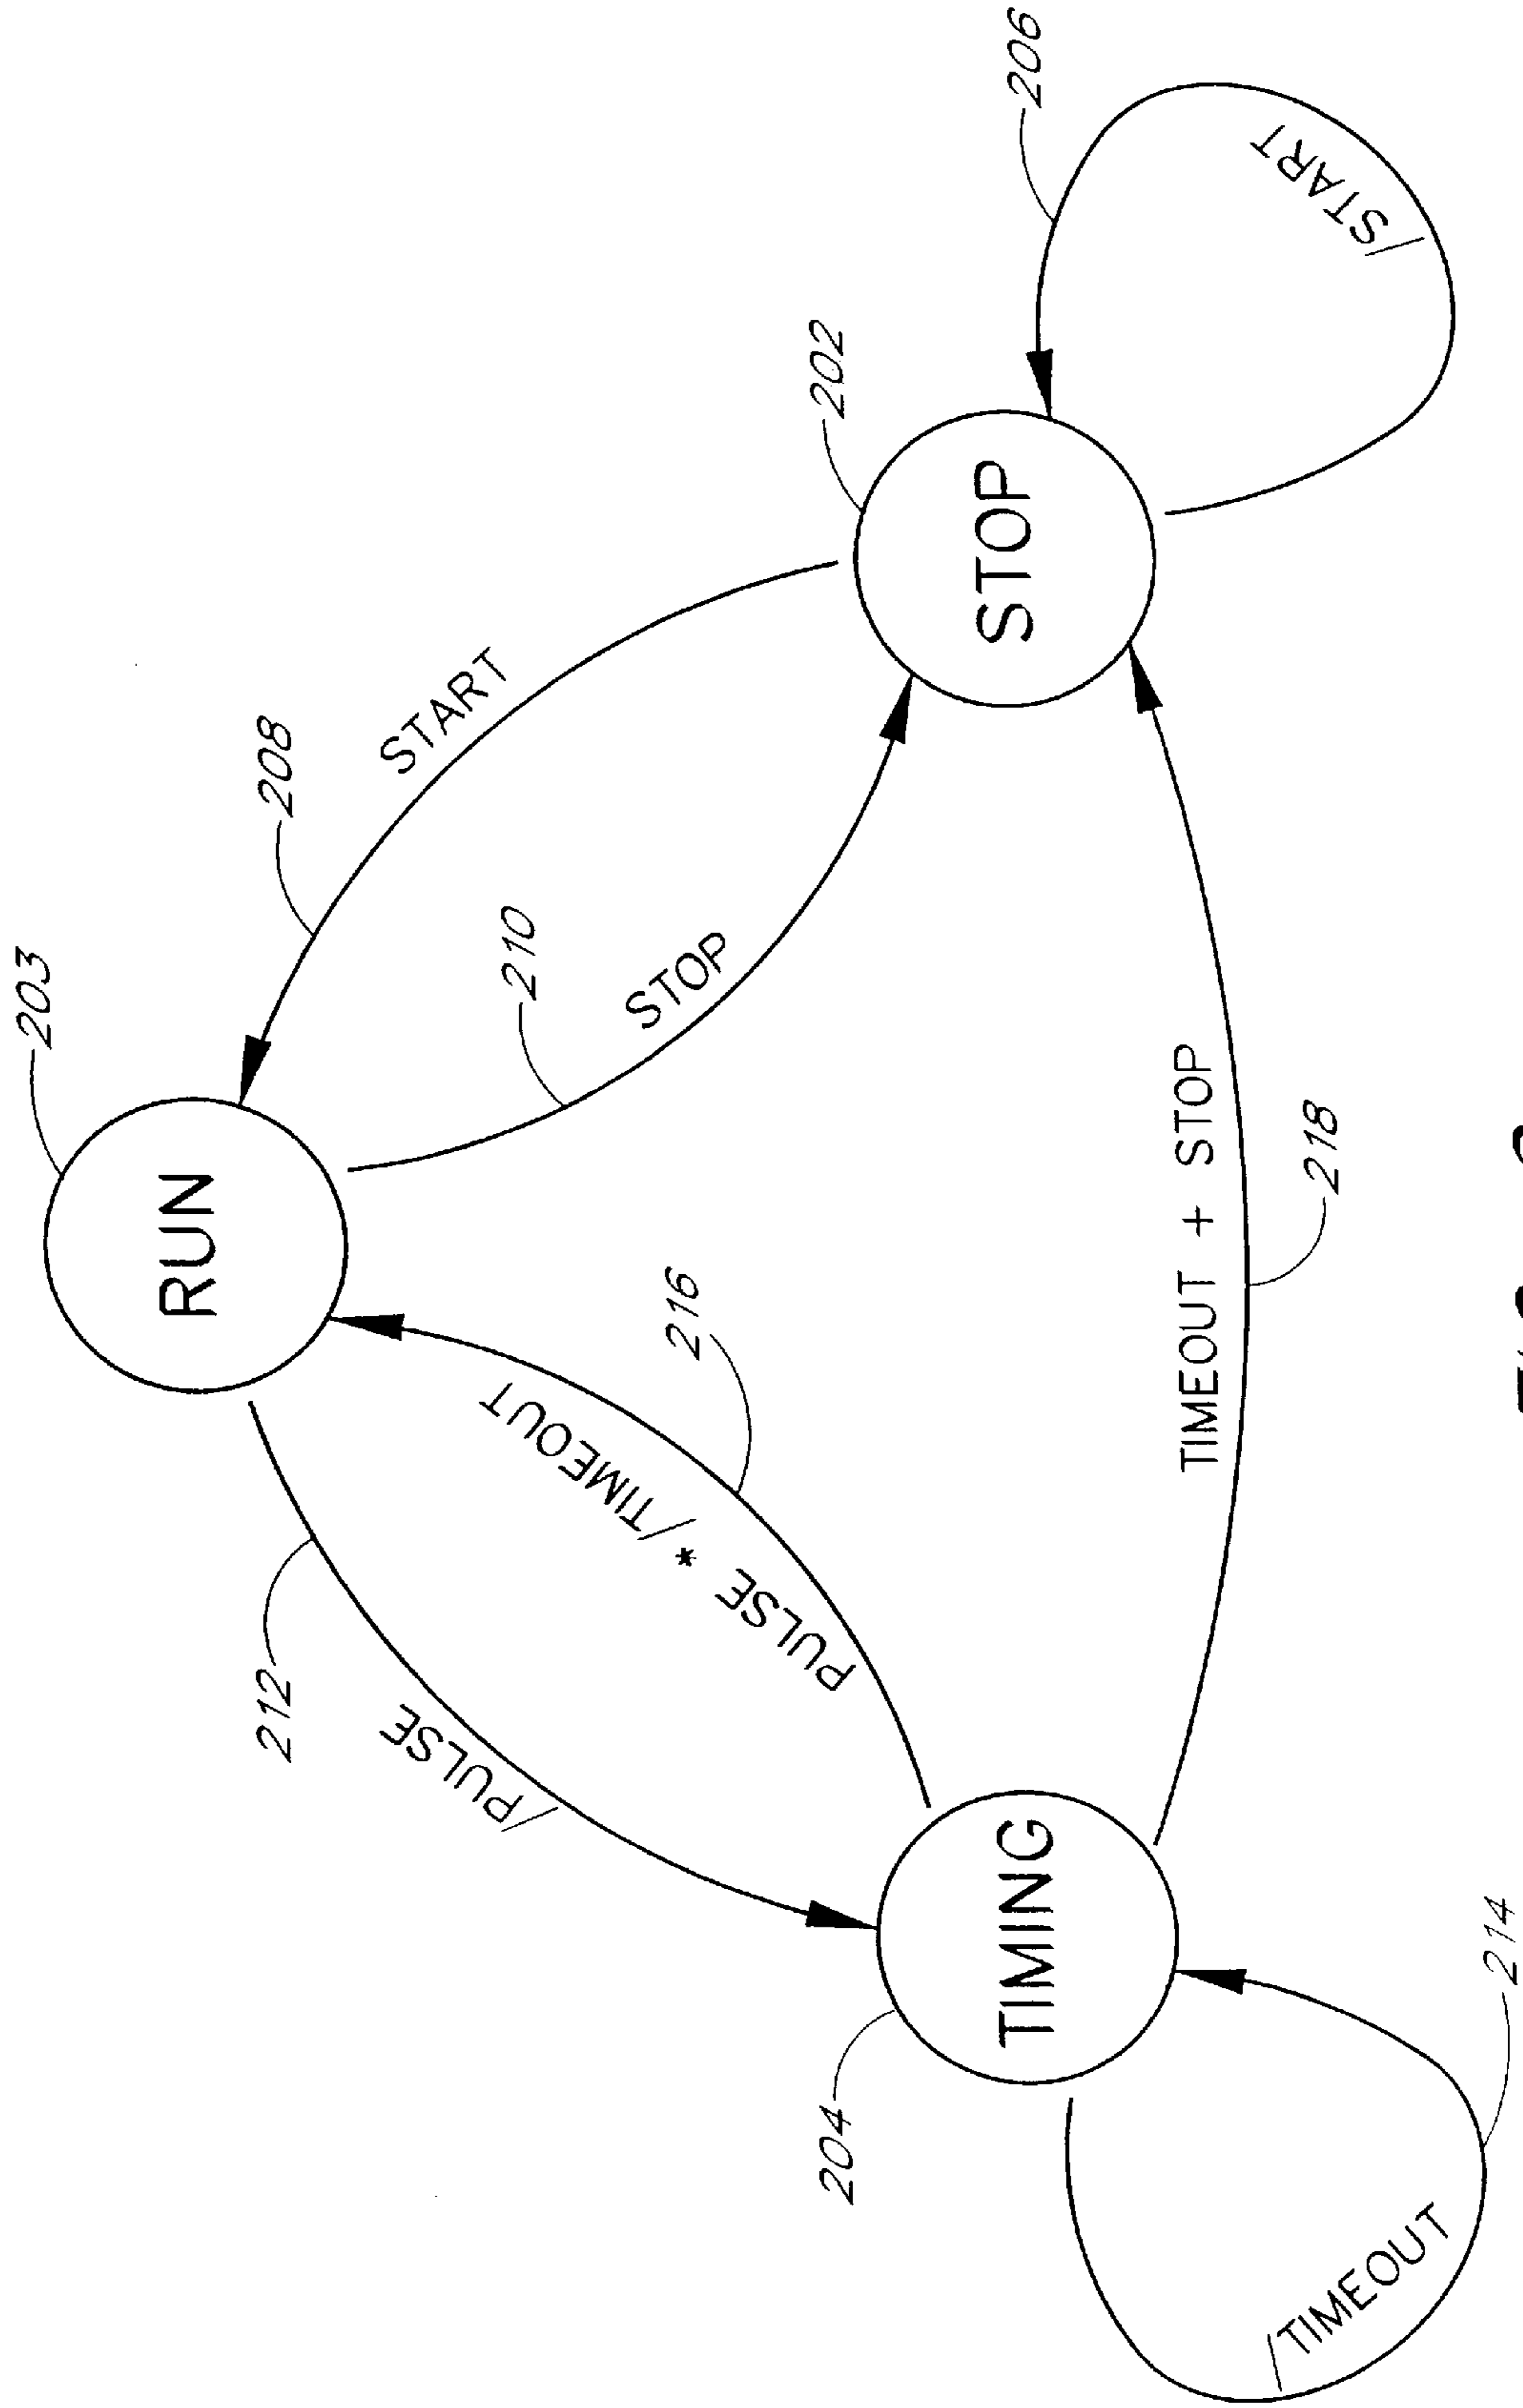 203
RUN
208
START
210
STOP
212
/PULSE
216
PULSE * /TIMEOUT
202
STOP
206
/START
204
TIMING
TIMEOUT + STOP
218
/TIMEOUT
214